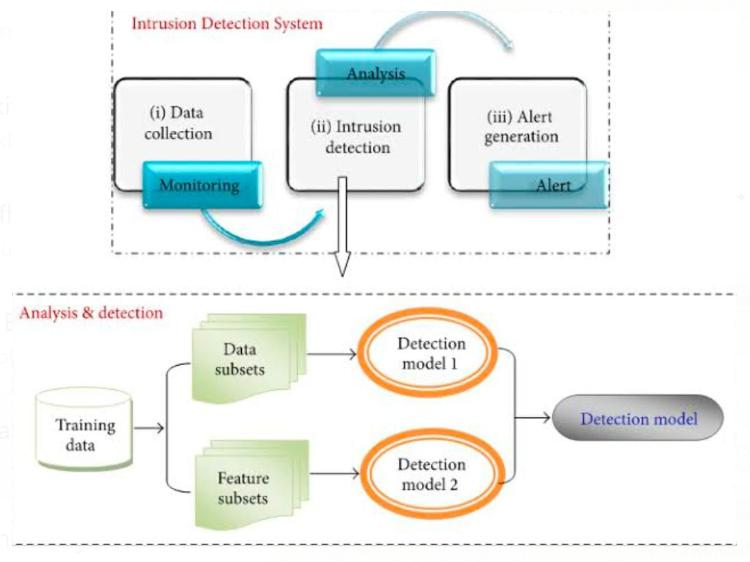 Intrusion Detection System
Analysis
(i) Data
collection
(ii) Intrusion
detection
(iii) Alert
generation
Monitoring
Alert
Analysis & detection
Data
subsets
Detection
model 1
Training
data
Detection model
Feature
subsets
Detection
model 2